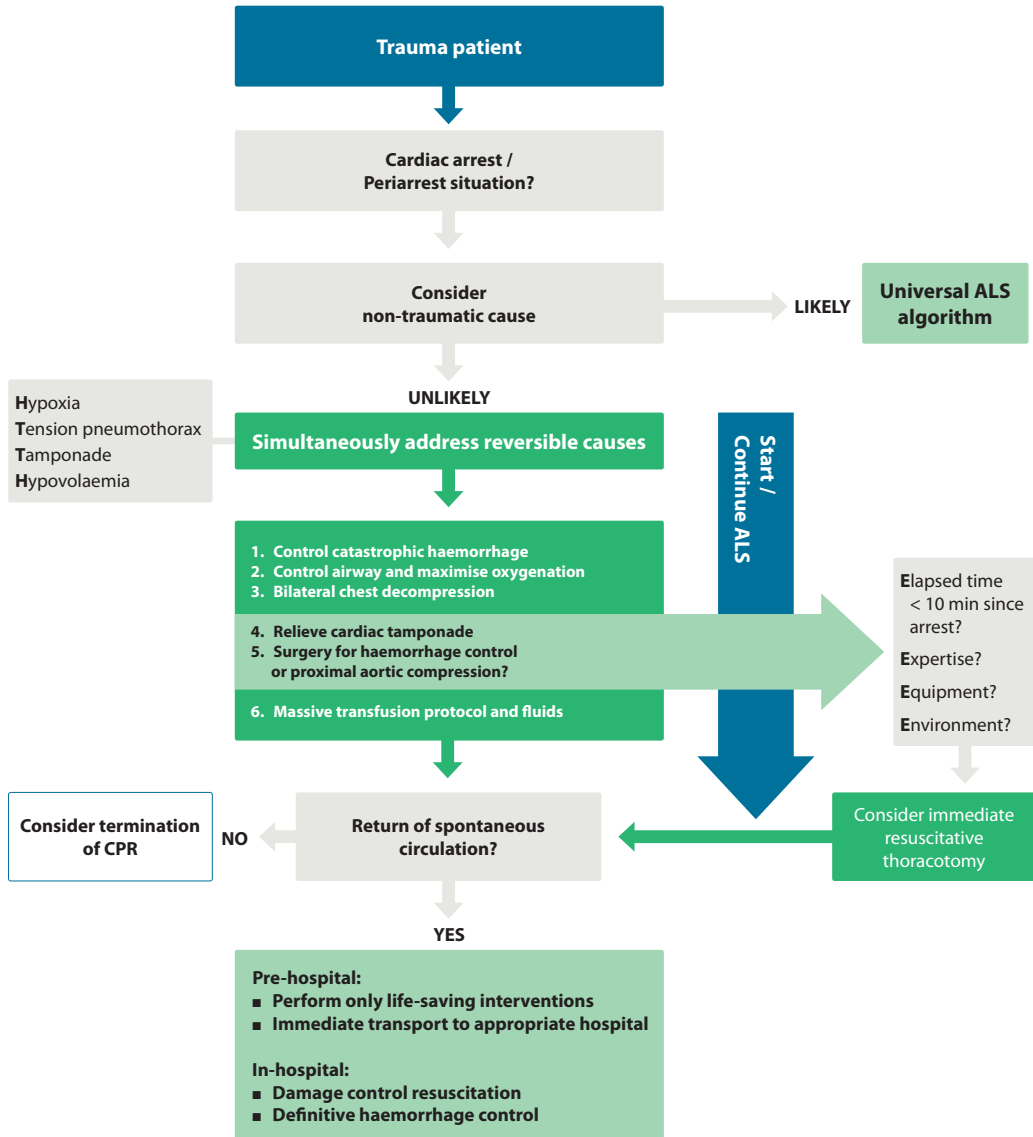 Trauma patient
Cardiac arrest /
Periarrest situation?
Consider
non-traumatic cause
LIKELY
Universal ALS
algorithm
UNLIKELY
Hypoxia
Tension pneumothorax
Tamponade
Hypovolaemia
Simultaneously address reversible causes
Start /
Continue ALS
1. Control catastrophic haemorrhage
2. Control airway and maximise oxygenation
3. Bilateral chest decompression
4. Relieve cardiac tamponade
5. Surgery for haemorrhage control
or proximal aortic compression?
6. Massive transfusion protocol and fluids
Elapsed time
< 10 min since
arrest?
Expertise?
Equipment?
Environment?
Consider termination
of CPR
NO
Return of spontaneous
circulation?
Consider immediate
resuscitative
thoracotomy
YES
Pre-hospital:
■ Perform only life-saving interventions
■ Immediate transport to appropriate hospital
In-hospital:
■ Damage control resuscitation
■ Definitive haemorrhage control